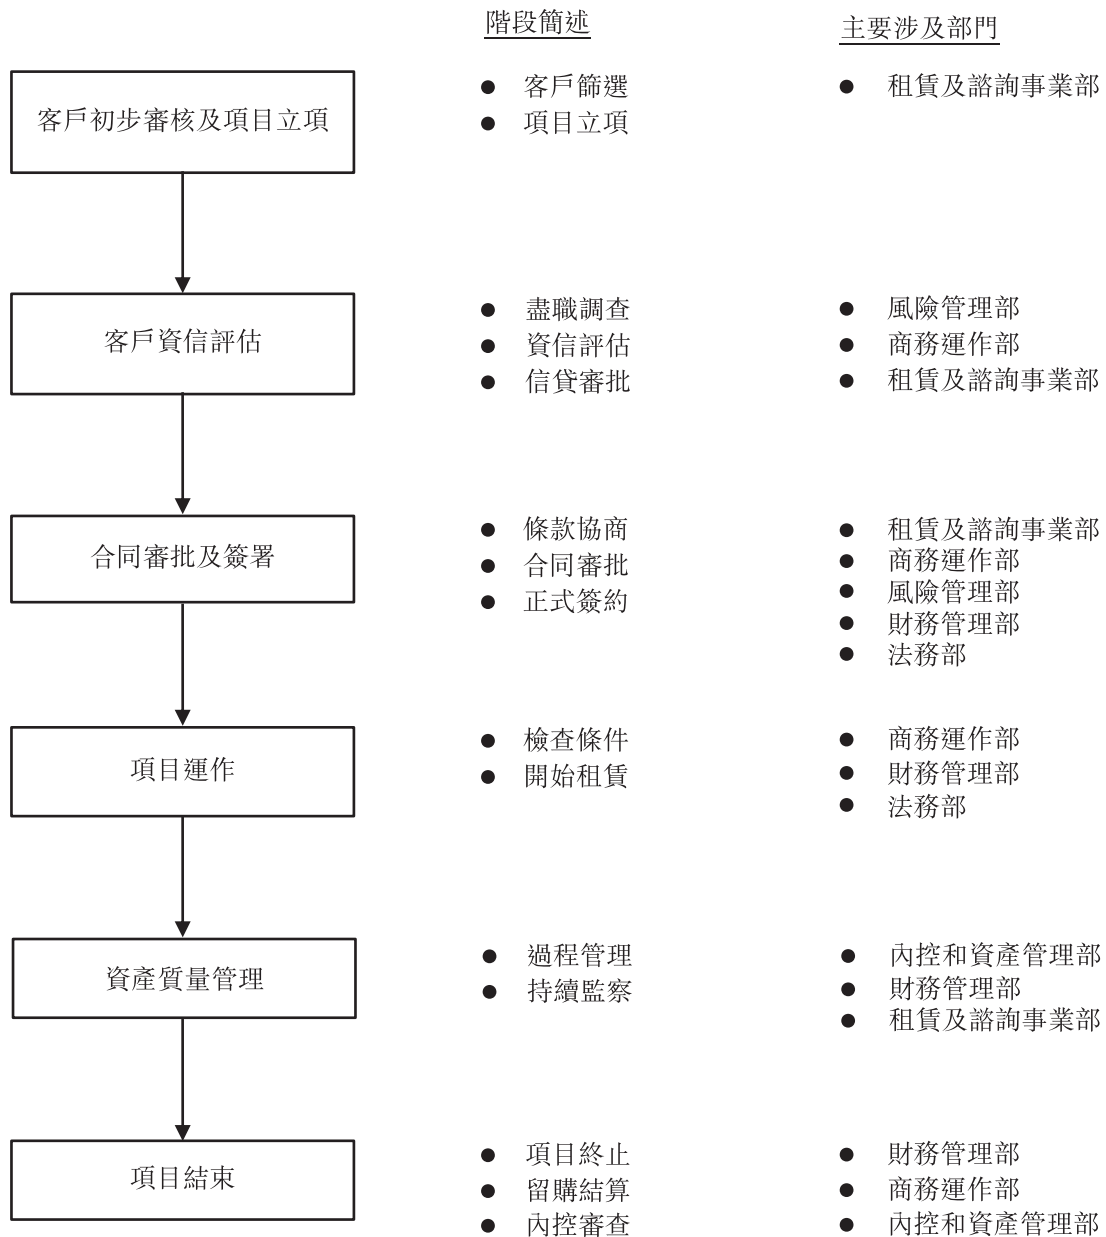 階段簡述
主要涉及部門
客戶初步審核及項目立項
● 客戶篩選
● 項目立項
● 租賃及諮詢事業部
客戶資信評估
● 盡職調查
● 資信評估
● 信貸審批
● 風險管理部
● 商務運作部
● 租賃及諮詢事業部
合同審批及簽署
● 條款協商
● 合同審批
● 正式簽約
● 租賃及諮詢事業部
● 商務運作部
● 風險管理部
● 財務管理部
● 法務部
項目運作
● 檢查條件
● 開始租賃
● 商務運作部
● 財務管理部
● 法務部
資產質量管理
● 過程管理
● 持續監察
● 內控和資產管理部
● 財務管理部
● 租賃及諮詢事業部
項目結束
● 項目終止
● 留購結算
● 內控審查
● 財務管理部
● 商務運作部
● 內控和資產管理部